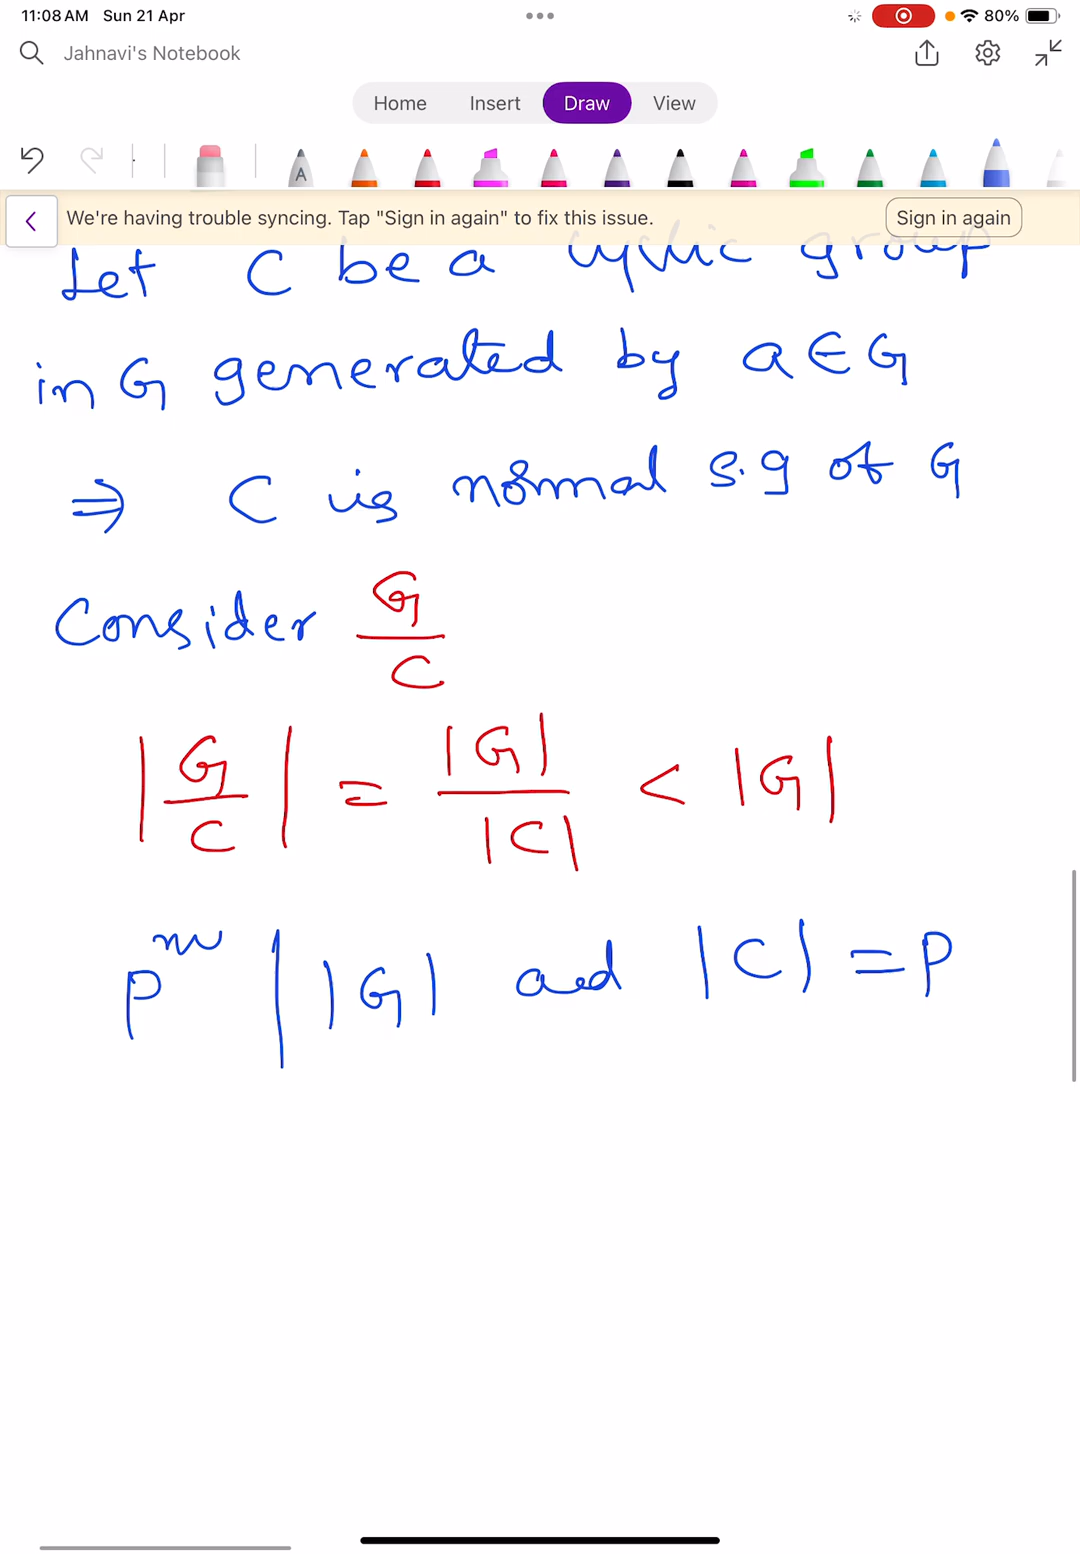 11:08 AM Sun 21 Apr
80%
Jahnavi's Notebook
Home Insert Draw View
A
We're having trouble syncing. Tap "Sign in again" to fix this issue. Sign in again
Let C be a cyclic group
in G generated by a ∈ G
⇒ C is normal s.g of G
Consider G/C
|G/C| = |G|/|C| < |G|
p^m | |G| and |C| = p